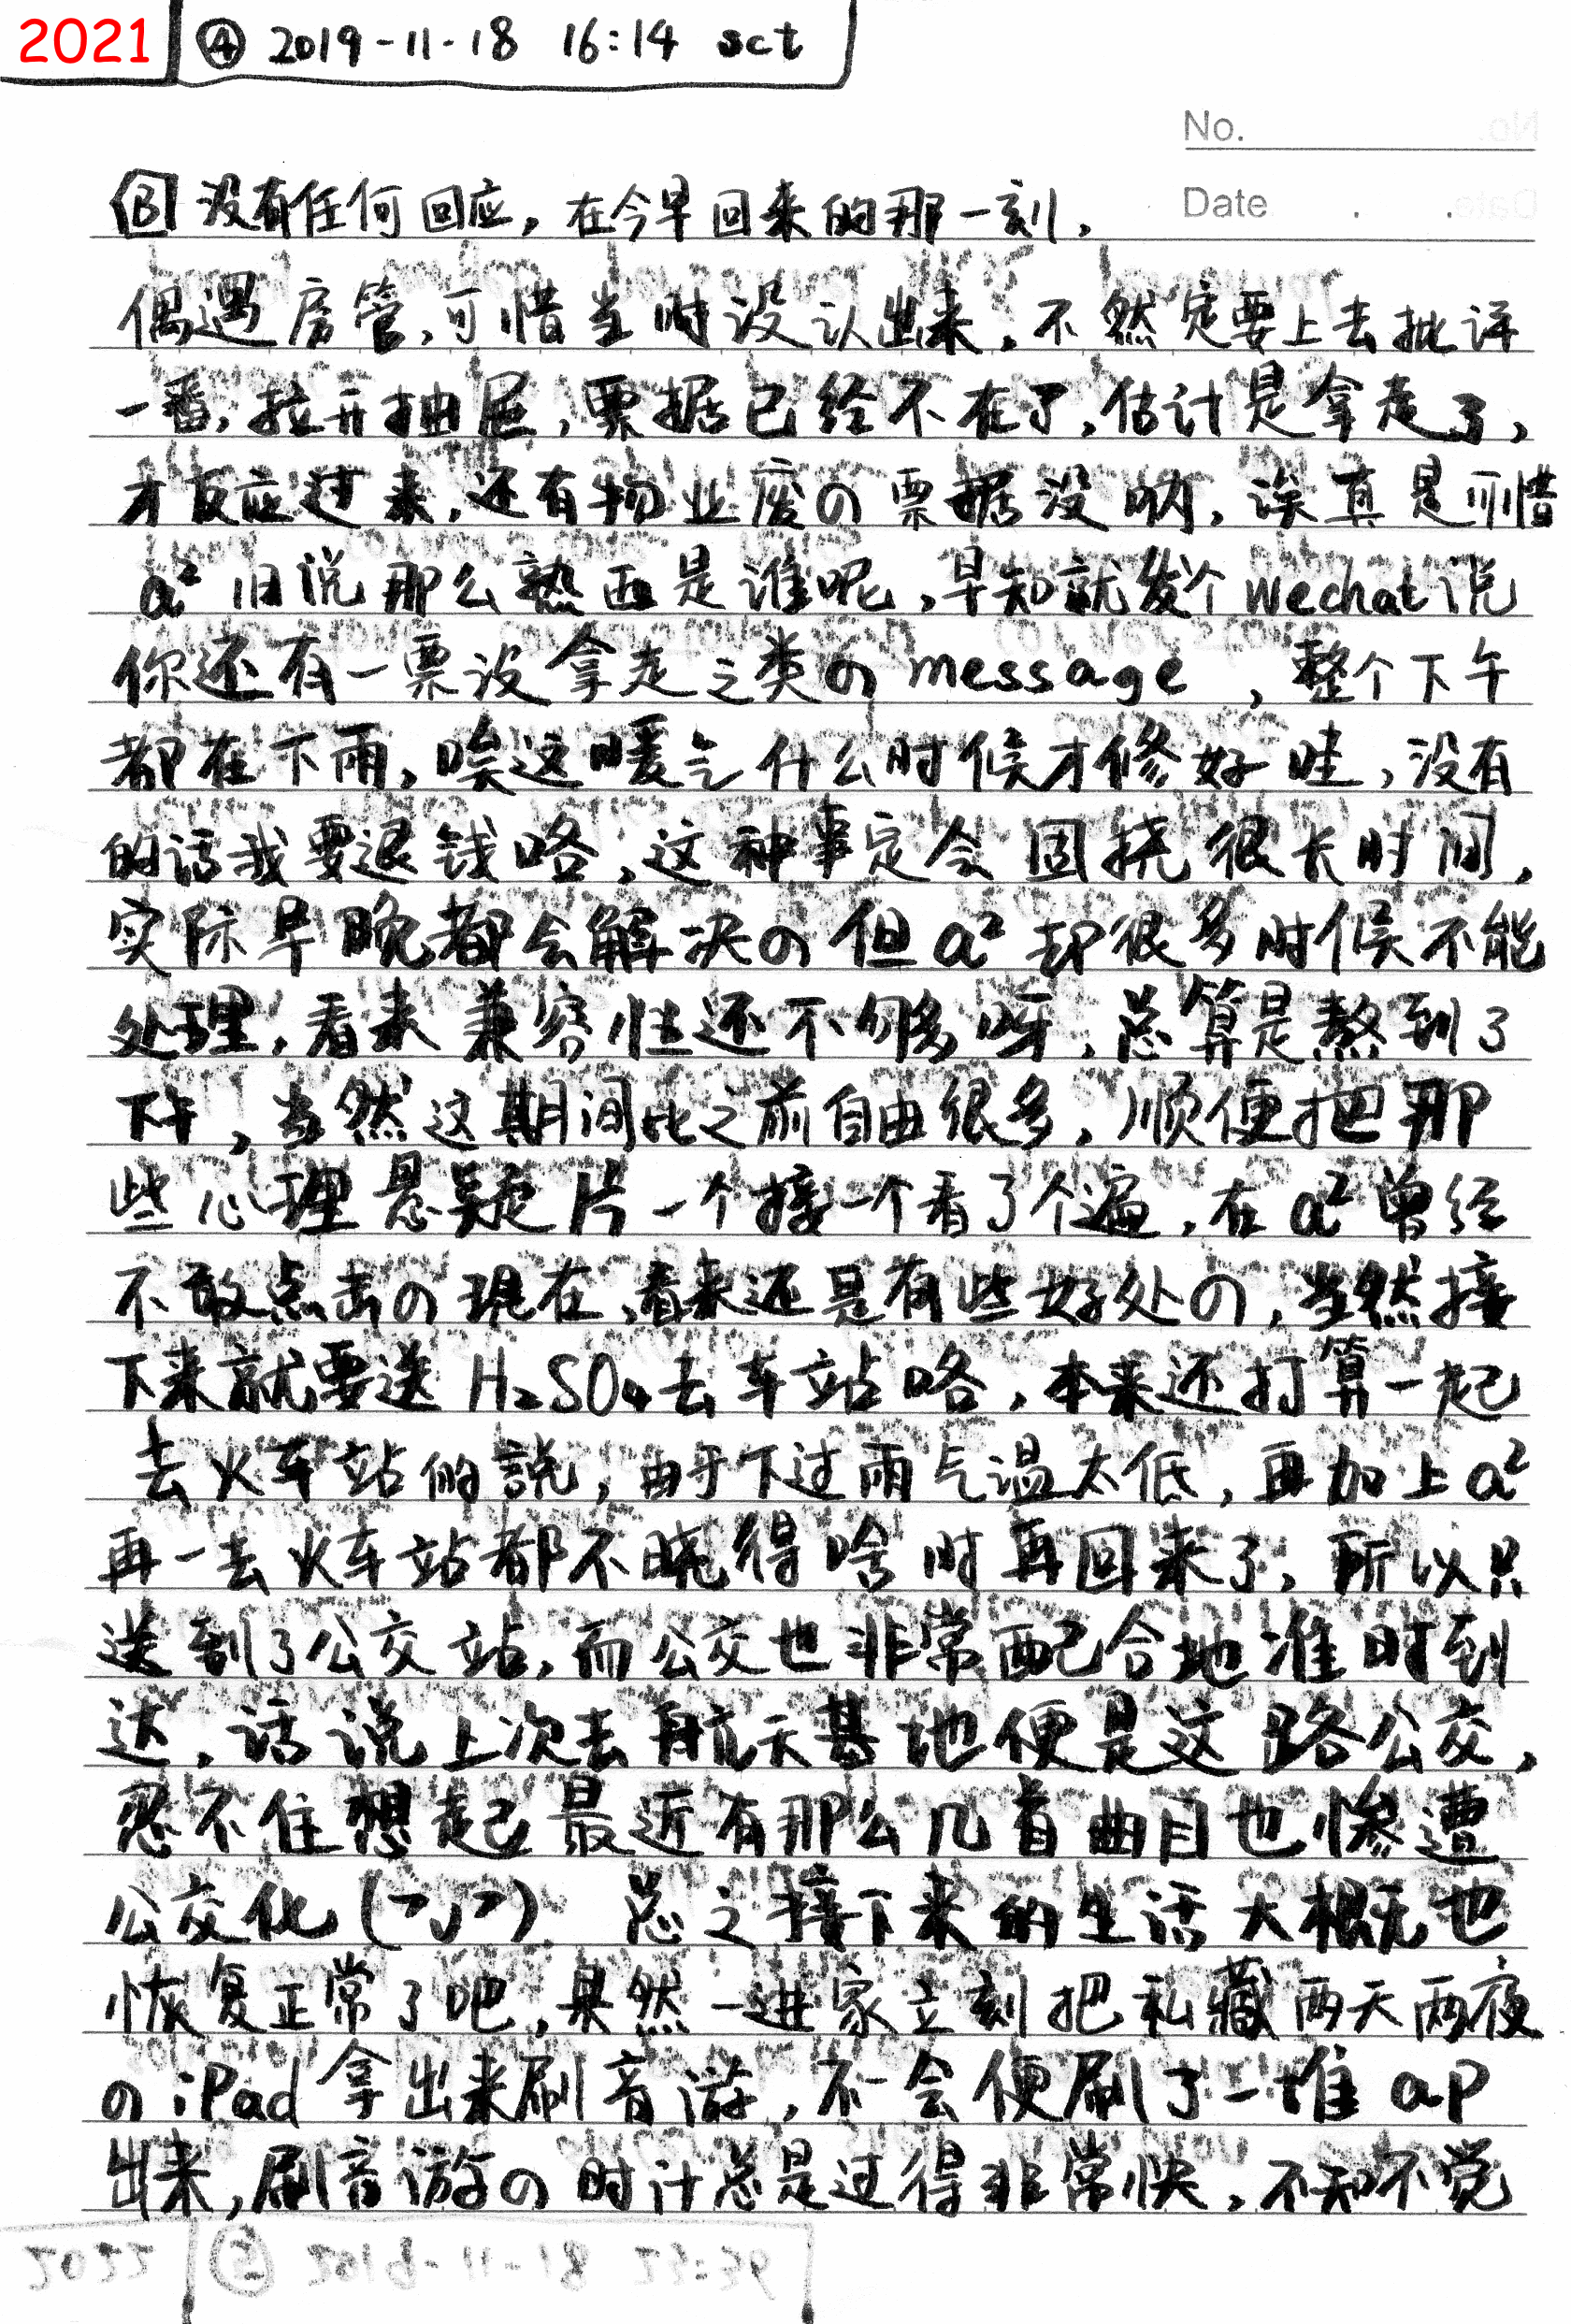 2021 ④ 2019-11-18 16:14 sct
No.
Date . .
B 没有任何回应，在今早回来的那一刻，
偶遇房管，可惜当时没认出来，不然定要上去批评
一番，拉开抽屉，票据已经不在了，估计是拿走了，
才反应过来，还有物业废の票据没呐，诶真是可惜
a² 旧说那么熟西是谁呢，早知就发个wechat说
你还有一票没拿走之类の message，整个下午
都在下雨，唉这暖气什么时候才修好哇，没有
的话我要退钱咯，这种事定会困挠很长时间，
实际早晚都会解决の但a²却很多时候不能
处理，看来兼容性还不够多呀，总算是熬到了
下午，当然这期间比之前自由很多，顺便把那
些心理悬疑片一个接一个看了个遍，在a²曾经
不敢点击の现在，看来还是有些好处の，当然接
下来就要送H₂SO₄去车站咯，本来还打算一起
去火车站的説，由于下过雨气温太低，再加上a²
再一去火车站都不晓得啥时再回来了，所以只
送到了公交站，而公交也非常配合地准时到
达，话说上次去航天基地便是这路公交，
忍不住想起最近有那么几首曲目也惨遭
公交化 总之接下来的生活大概也
恢复正常了吧，果然一进家立刻把私藏两天两夜
の iPad 拿出来刷音游，不一会便刷了一堆 ap
出来，刷音游の时计总是过得非常快，不知不觉